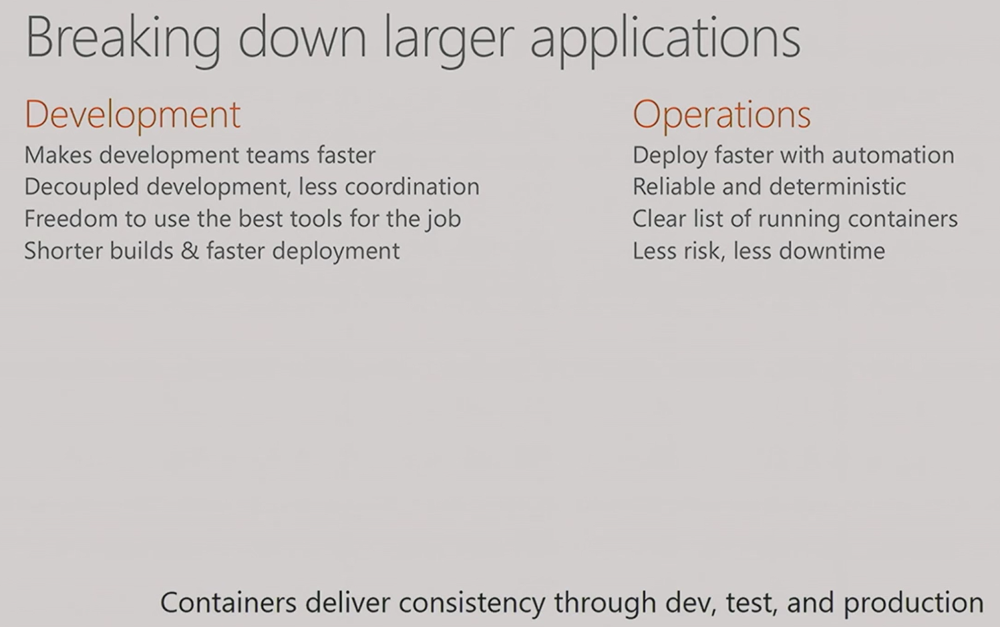 Breaking down larger applications
Development
Makes development teams faster
Decoupled development, less coordination
Freedom to use the best tools for the job
Shorter builds & faster deployment
Operations
Deploy faster with automation
Reliable and deterministic
Clear list of running containers
Less risk, less downtime
Containers deliver consistency through dev, test, and production